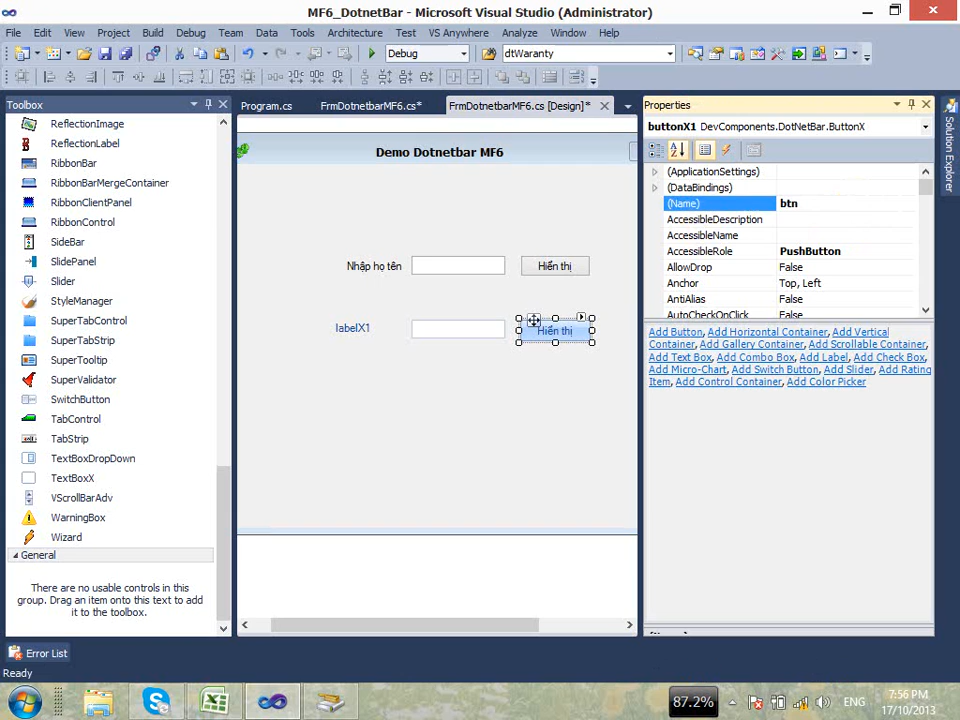 MF6_DotnetBar - Microsoft Visual Studio (Administrator)
File Edit View Project Build Debug Team Data Tools Architecture Test VS Anywhere Analyze Window Help
Debug dtWaranty
Toolbox
ReflectionImage
ReflectionLabel
RibbonBar
RibbonBarMergeContainer
RibbonClientPanel
RibbonControl
SideBar
SlidePanel
Slider
StyleManager
SuperTabControl
SuperTabStrip
SuperTooltip
SuperValidator
SwitchButton
TabControl
TabStrip
TextBoxDropDown
TextBoxX
VScrollBarAdv
WarningBox
Wizard
General
There are no usable controls in this
group. Drag an item onto this text to add
it to the toolbox.
Program.cs FrmDotnetbarMF6.cs* FrmDotnetbarMF6.cs [Design]*
Demo Dotnetbar MF6
Nhập họ tên Hiển thị
labelX1 Hiển thị
Properties
buttonX1 DevComponents.DotNetBar.ButtonX
(ApplicationSettings)
(DataBindings)
(Name) btn
AccessibleDescription
AccessibleName
AccessibleRole PushButton
AllowDrop False
Anchor Top, Left
AntiAlias False
AutoCheckOnClick False
Add Button, Add Horizontal Container, Add Vertical
Container, Add Gallery Container, Add Scrollable Container,
Add Text Box, Add Combo Box, Add Label, Add Check Box,
Add Micro-Chart, Add Switch Button, Add Slider, Add Rating
Item, Add Control Container, Add Color Picker
Solution Explorer
Error List
Ready
87.2% ENG 7:56 PM
17/10/2013